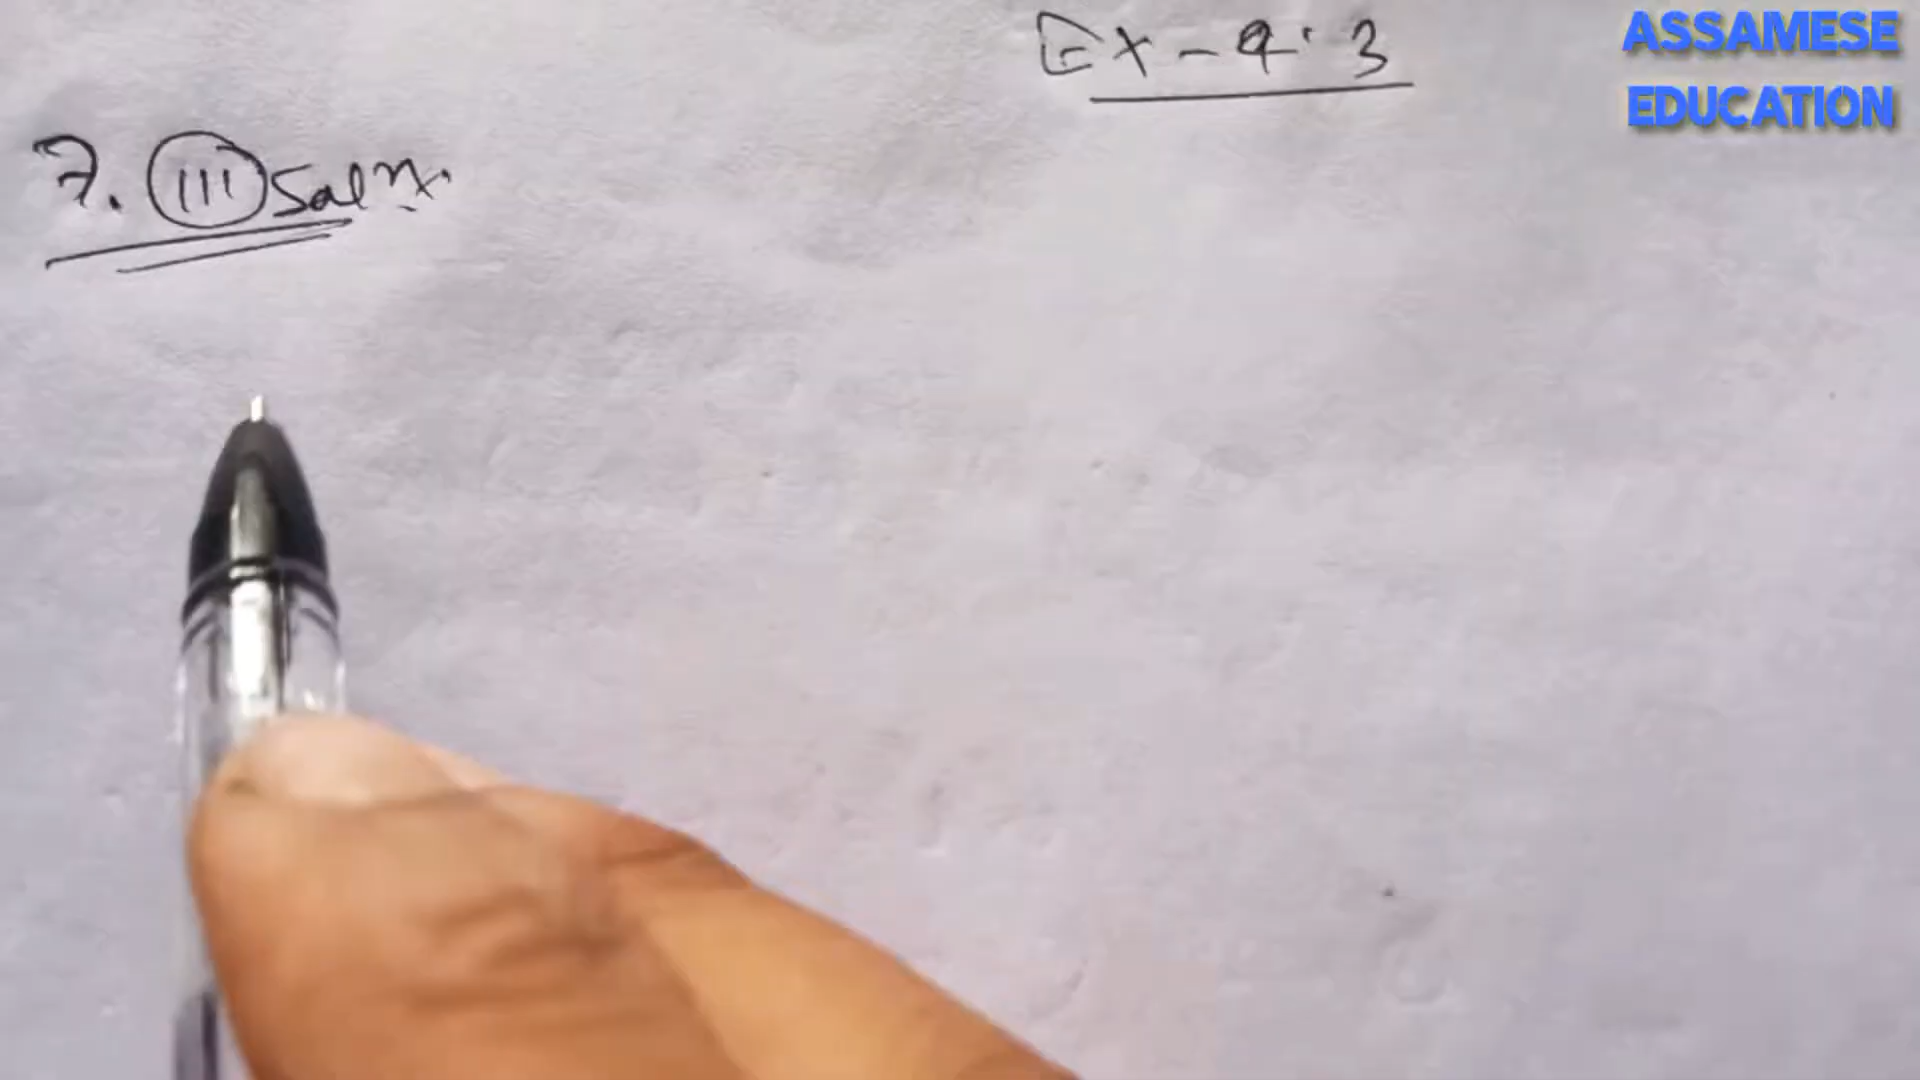 Ex - 9.3
ASSAMESE
EDUCATION
7. (iii) Solⁿ.